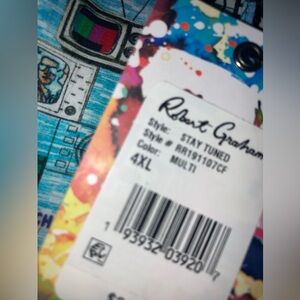 Robert Graham
Style: STAY TUNED
Style # RR191107CF
Color: MULTI
4XL
1 93932 03920 7